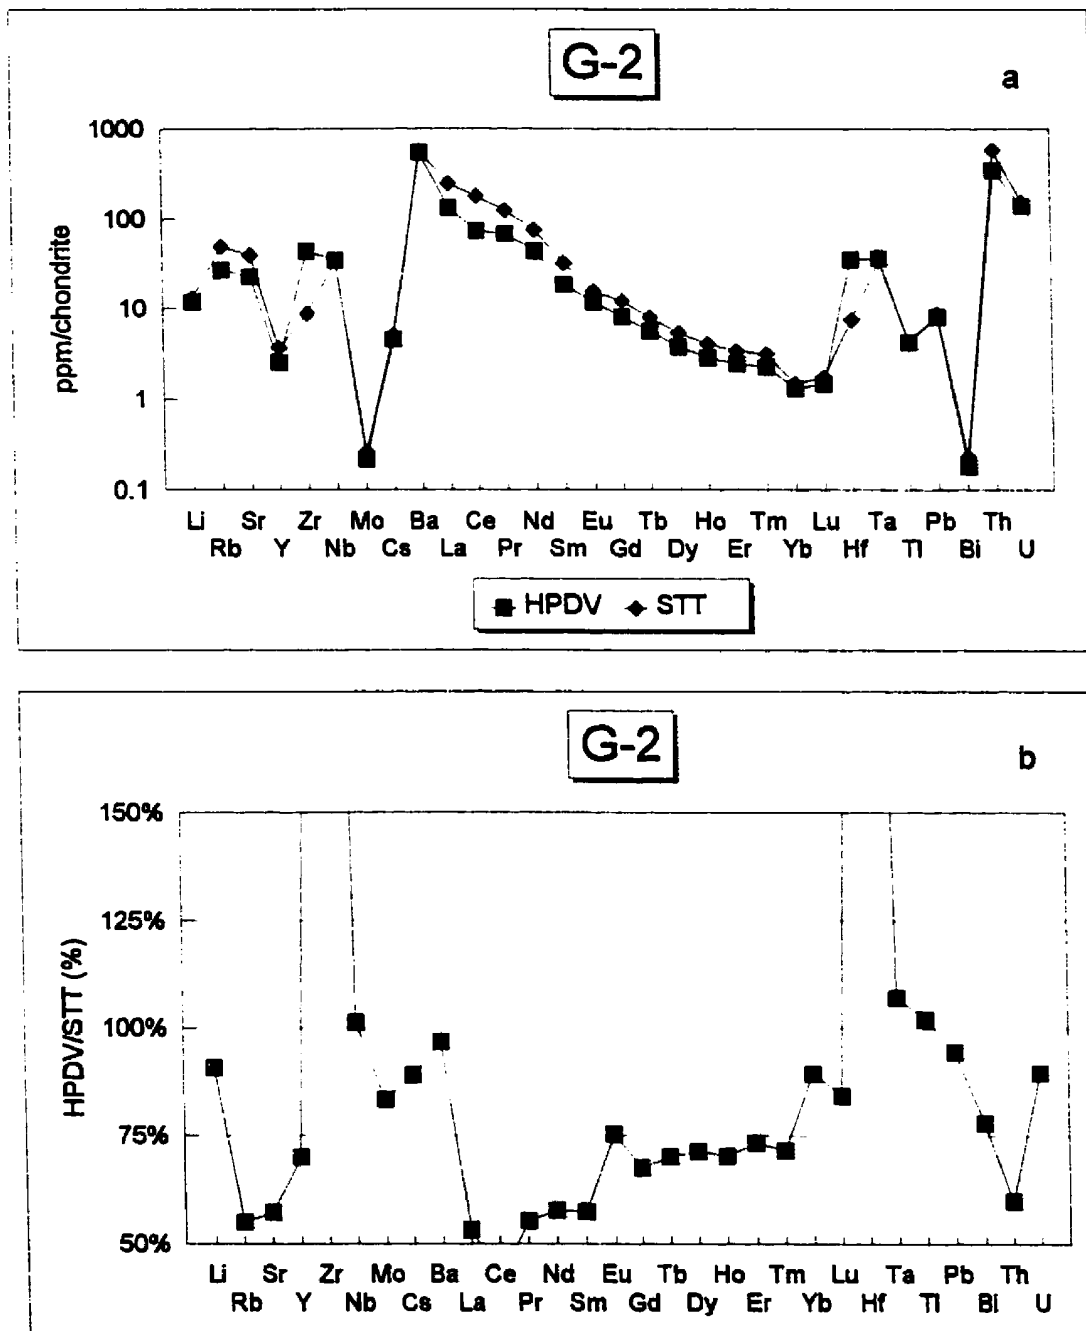 G-2
a
1000
100
10
1
0.1
ppm/chondrite
Li Sr Zr Mo Ba Ce Nd Eu Tb Ho Tm Lu Ta Pb Th
Rb Y Nb Cs La Pr Sm Gd Dy Er Yb Hf Tl Bi U
HPDV STT
G-2
b
150%
125%
100%
75%
50%
HPDV/STT (%)
Li Sr Zr Mo Ba Ce Nd Eu Tb Ho Tm Lu Ta Pb Th
Rb Y Nb Cs La Pr Sm Gd Dy Er Yb Hf Tl Bi U